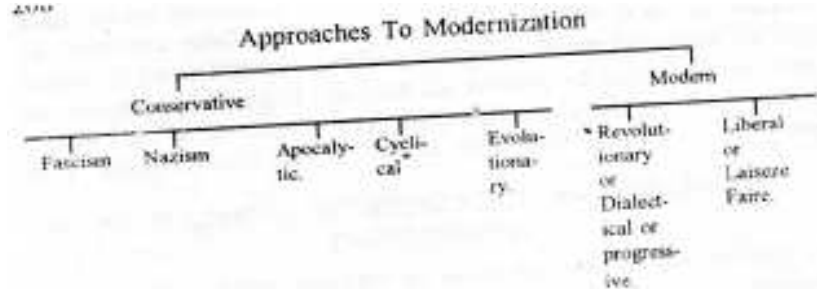 Approaches To Modernization
Conservative
Modern
Fascism
Nazism
Apocaly-
tic.
Cycli-
cal*
Evolu-
tiona-
ry.
* Revolut-
ionary
or
Dialect-
ical or
progress-
ive.
Liberal
or
Laiseze
Faire.